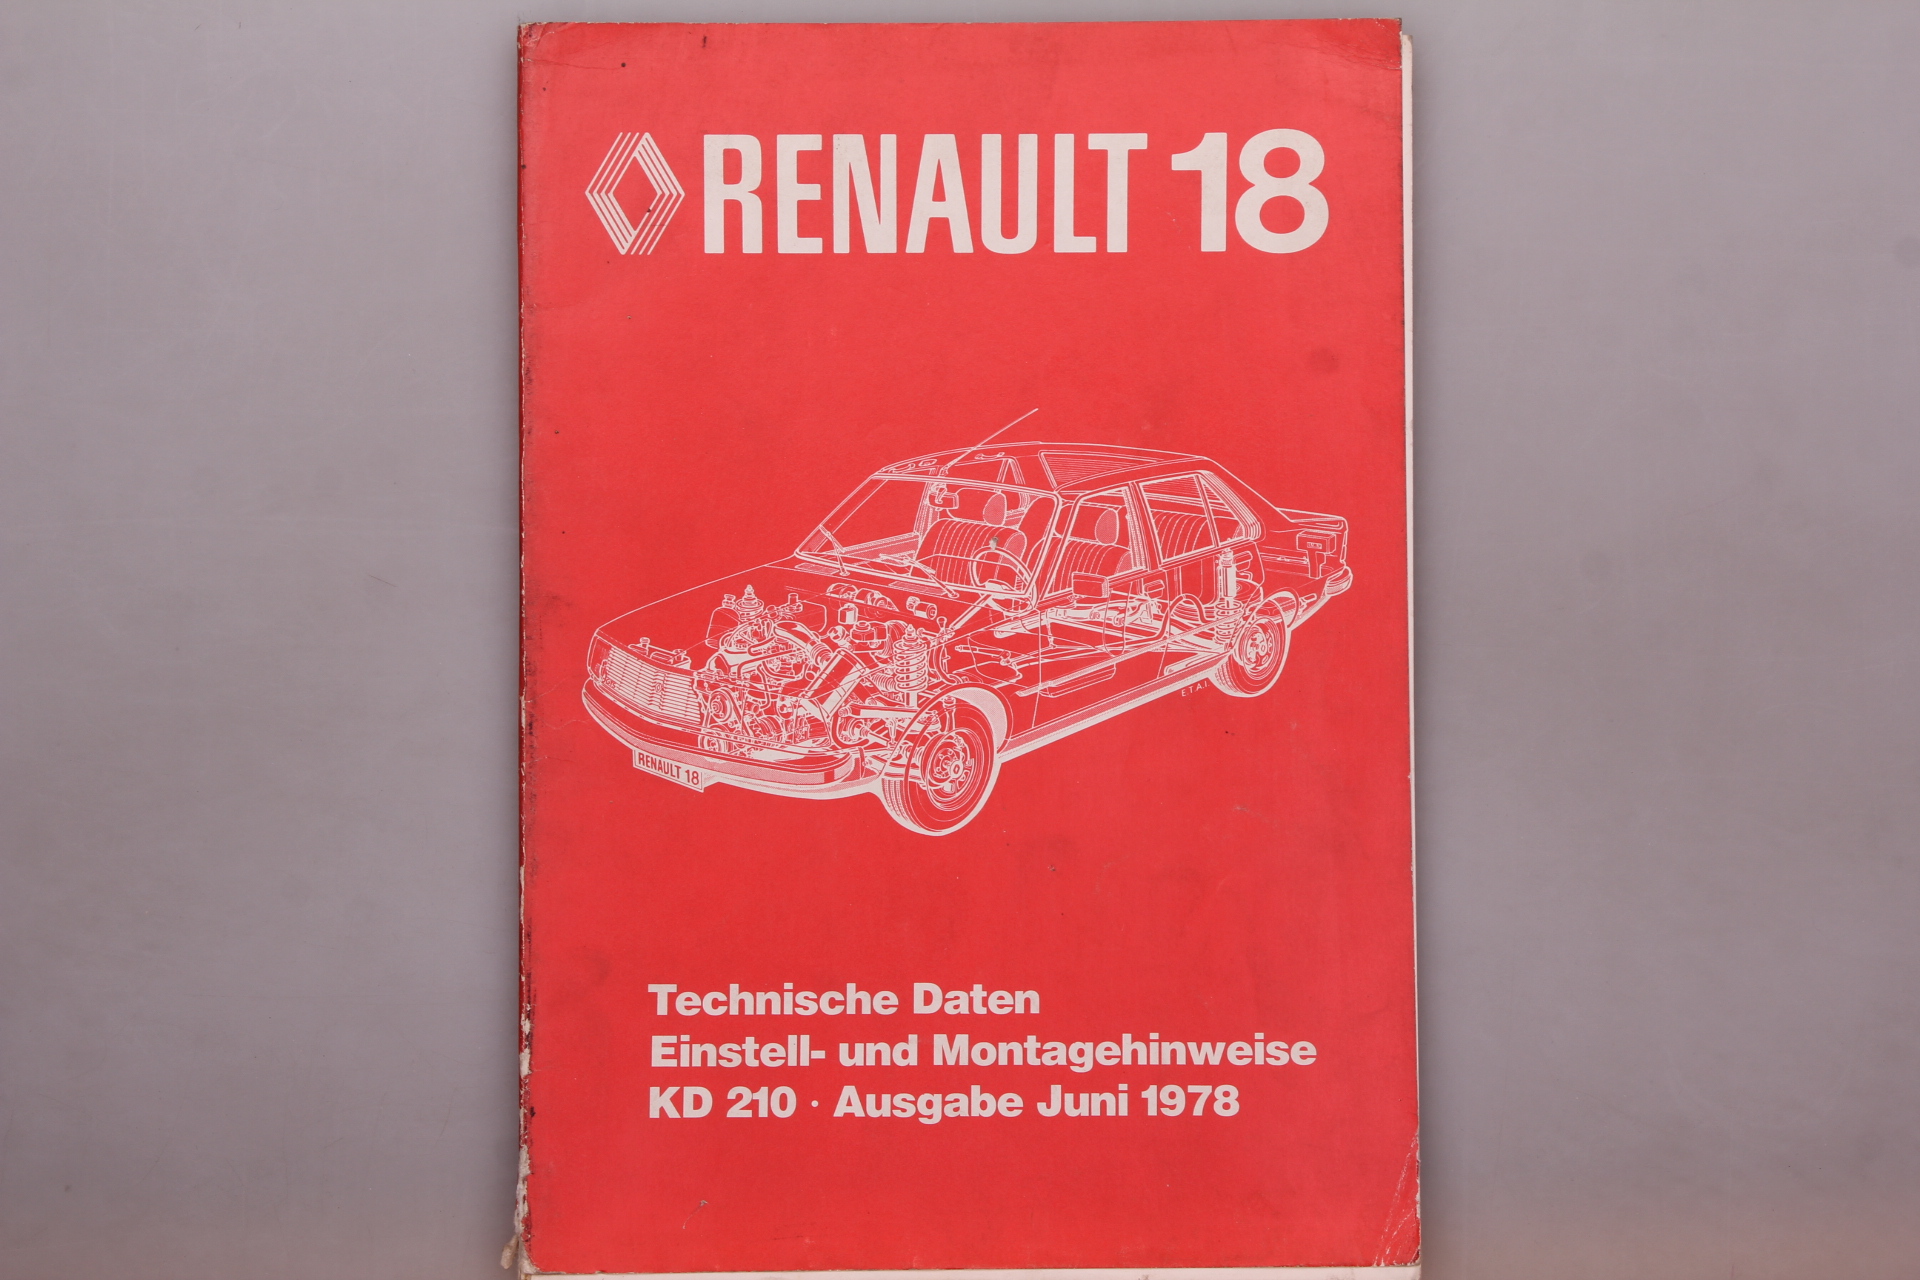 RENAULT 18
E.T.A.I.
RENAULT 18
Technische Daten
Einstell- und Montagehinweise
KD 210 · Ausgabe Juni 1978